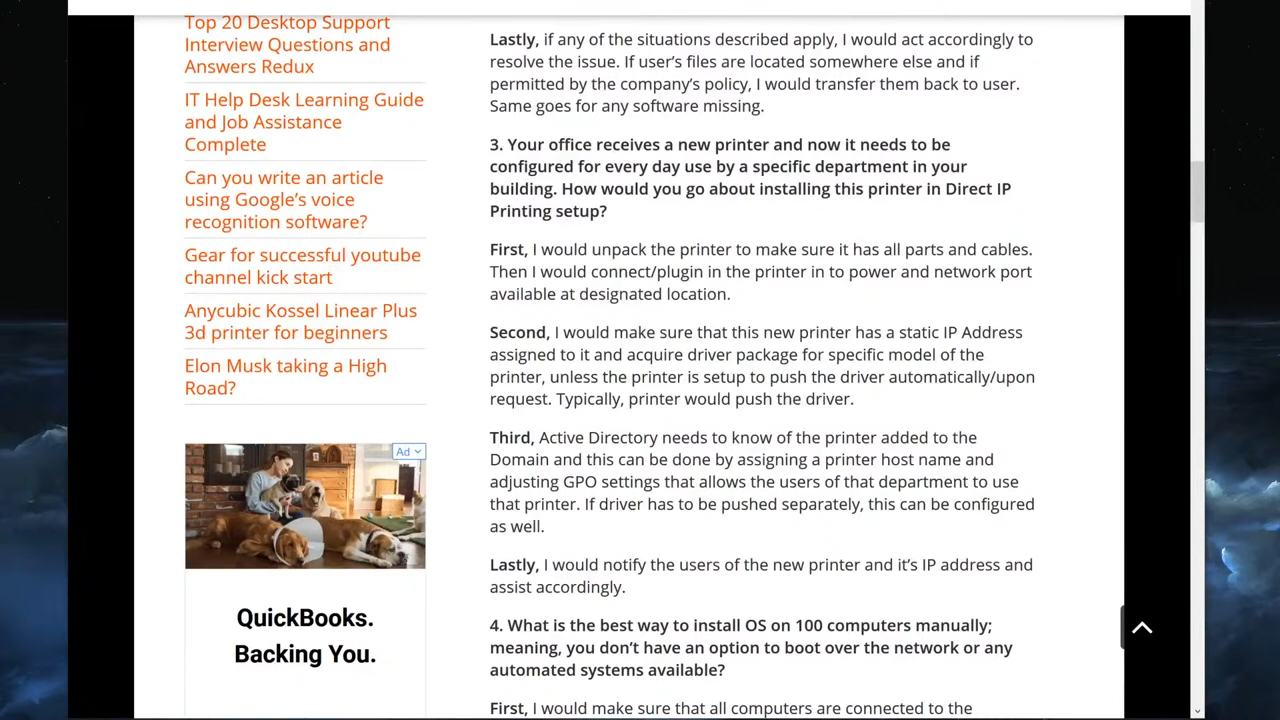 Top 20 Desktop Support
Interview Questions and
Answers Redux
IT Help Desk Learning Guide
and Job Assistance
Complete
Can you write an article
using Google's voice
recognition software?
Gear for successful youtube
channel kick start
Anycubic Kossel Linear Plus
3d printer for beginners
Elon Musk taking a High
Road?
Ad
QuickBooks.
Backing You.
Lastly, if any of the situations described apply, I would act accordingly to
resolve the issue. If user's files are located somewhere else and if
permitted by the company's policy, I would transfer them back to user.
Same goes for any software missing.
3. Your office receives a new printer and now it needs to be
configured for every day use by a specific department in your
building. How would you go about installing this printer in Direct IP
Printing setup?
First, I would unpack the printer to make sure it has all parts and cables.
Then I would connect/plugin in the printer in to power and network port
available at designated location.
Second, I would make sure that this new printer has a static IP Address
assigned to it and acquire driver package for specific model of the
printer, unless the printer is setup to push the driver automatically/upon
request. Typically, printer would push the driver.
Third, Active Directory needs to know of the printer added to the
Domain and this can be done by assigning a printer host name and
adjusting GPO settings that allows the users of that department to use
that printer. If driver has to be pushed separately, this can be configured
as well.
Lastly, I would notify the users of the new printer and it's IP address and
assist accordingly.
4. What is the best way to install OS on 100 computers manually;
meaning, you don't have an option to boot over the network or any
automated systems available?
First, I would make sure that all computers are connected to the